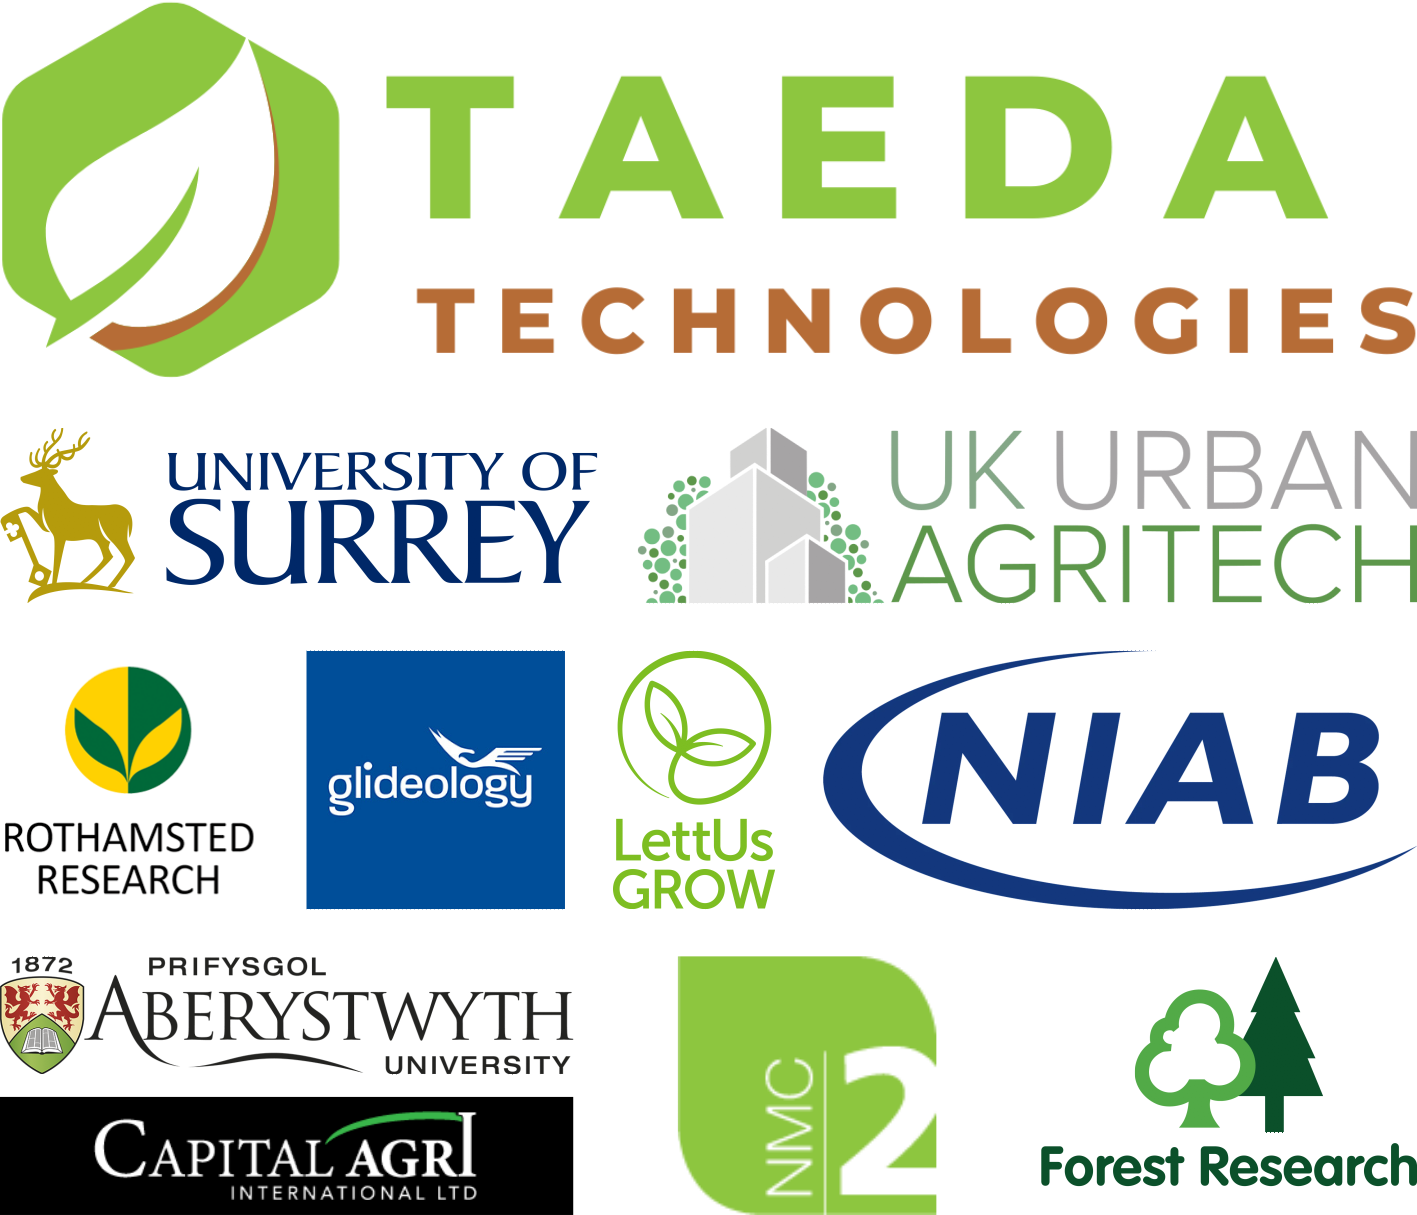 TAEDA
TECHNOLOGIES
UNIVERSITY OF
SURREY
UK URBAN
AGRITECH
ROTHAMSTED
RESEARCH
glideology
LettUs
GROW
NIAB
1872
PRIFYSGOL
ABERYSTWYTH
UNIVERSITY
CAPITAL AGRI
INTERNATIONAL LTD
NMC
2
Forest Research